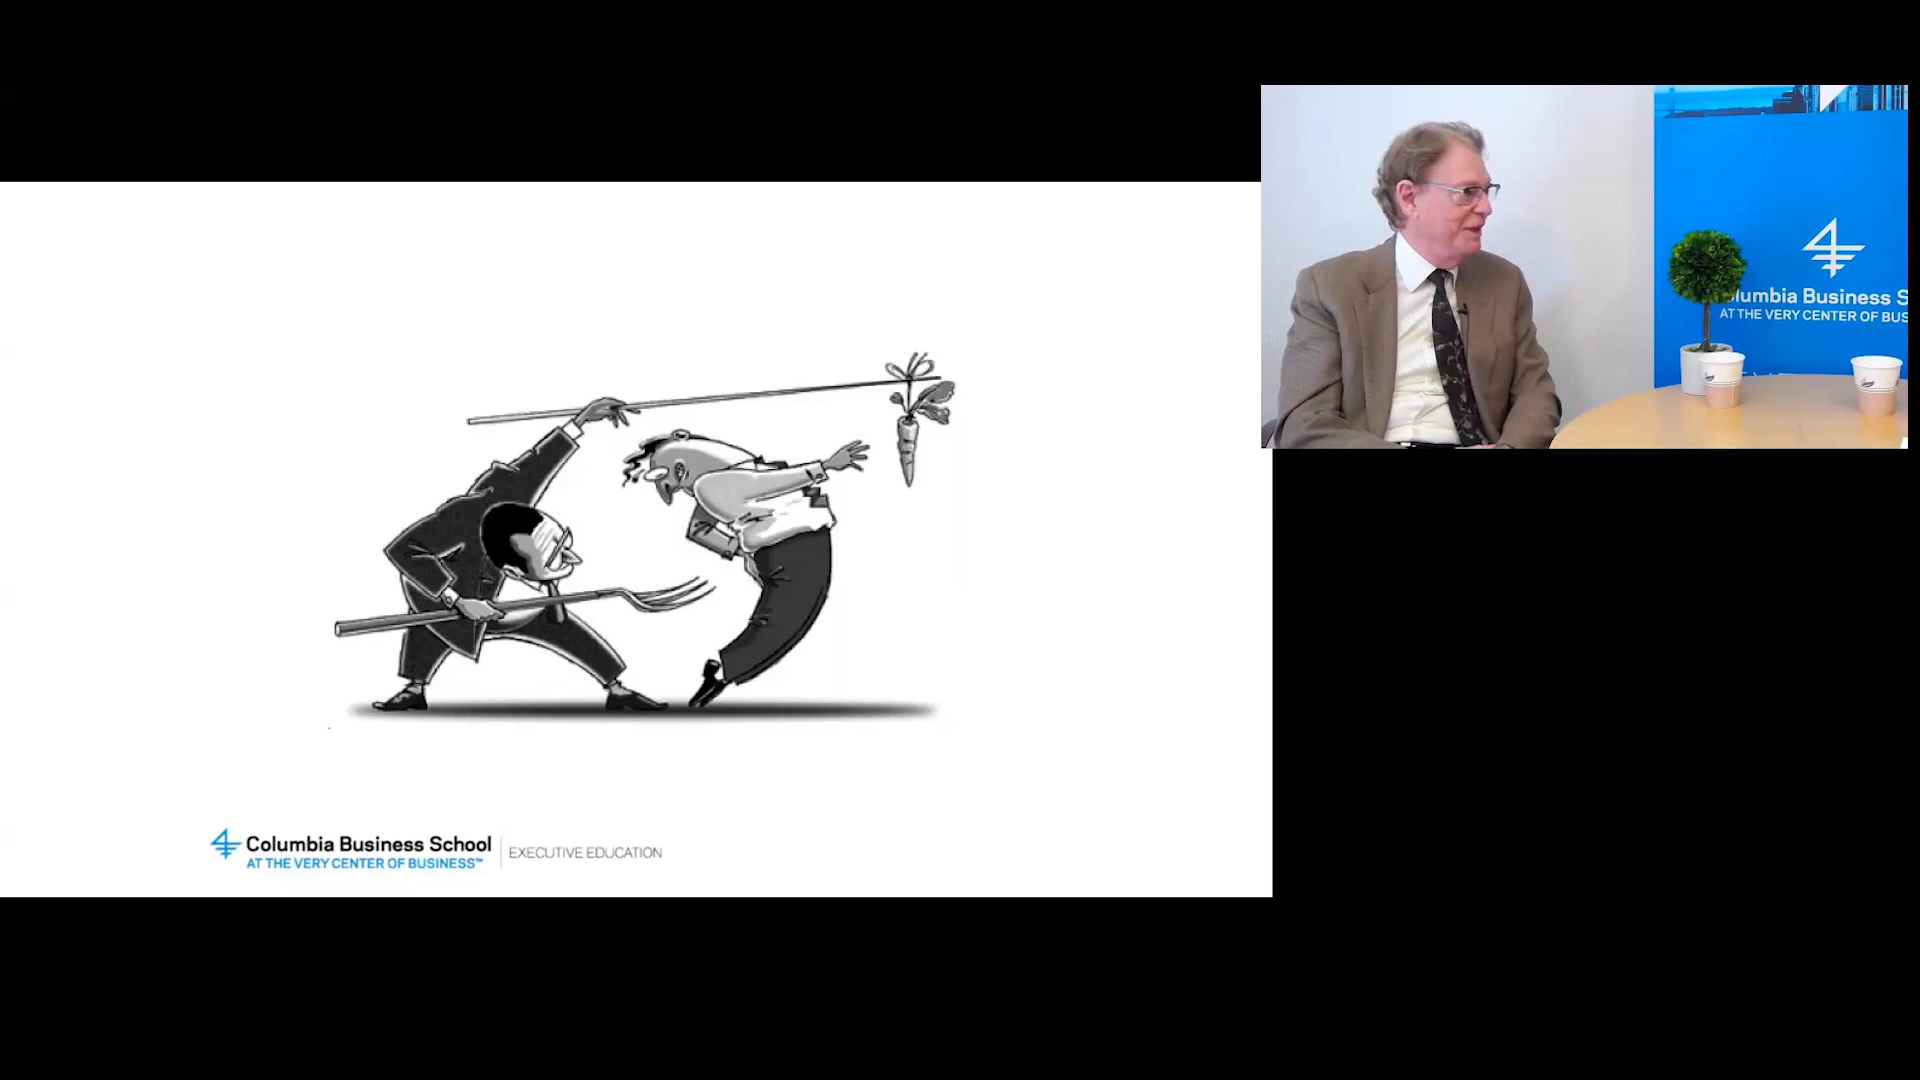 Columbia Business School
AT THE VERY CENTER OF BUSINESS™
EXECUTIVE EDUCATION
lumbia Business S
AT THE VERY CENTER OF BUS